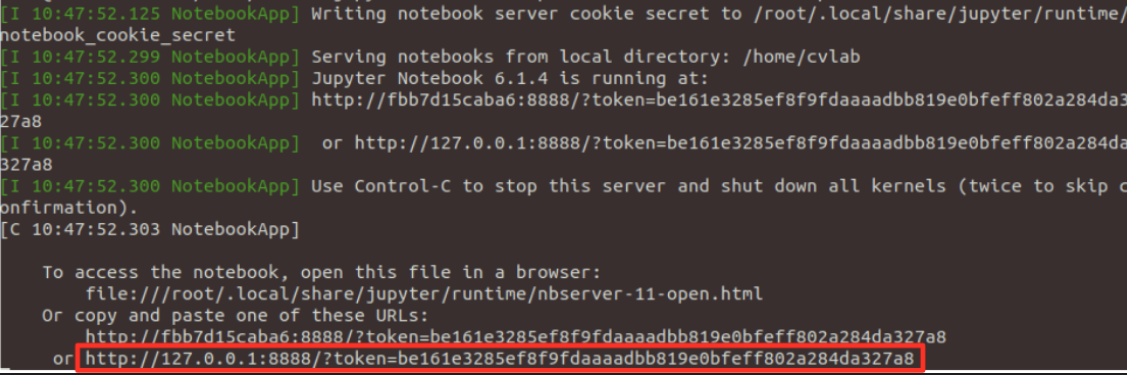 [I 10:47:52.125 NotebookApp] Writing notebook server cookie secret to /root/.local/share/jupyter/runtime/
notebook_cookie_secret
[I 10:47:52.299 NotebookApp] Serving notebooks from local directory: /home/cvlab
[I 10:47:52.300 NotebookApp] Jupyter Notebook 6.1.4 is running at:
[I 10:47:52.300 NotebookApp] http://fbb7d15caba6:8888/?token=be161e3285ef8f9fdaaaadbb819e0bfeff802a284da3
27a8
[I 10:47:52.300 NotebookApp]  or http://127.0.0.1:8888/?token=be161e3285ef8f9fdaaaadbb819e0bfeff802a284da
327a8
[I 10:47:52.300 NotebookApp] Use Control-C to stop this server and shut down all kernels (twice to skip c
onfirmation).
[C 10:47:52.303 NotebookApp]
To access the notebook, open this file in a browser:
file:///root/.local/share/jupyter/runtime/nbserver-11-open.html
Or copy and paste one of these URLs:
http://fbb7d15caba6:8888/?token=be161e3285ef8f9fdaaaadbb819e0bfeff802a284da327a8
or http://127.0.0.1:8888/?token=be161e3285ef8f9fdaaaadbb819e0bfeff802a284da327a8